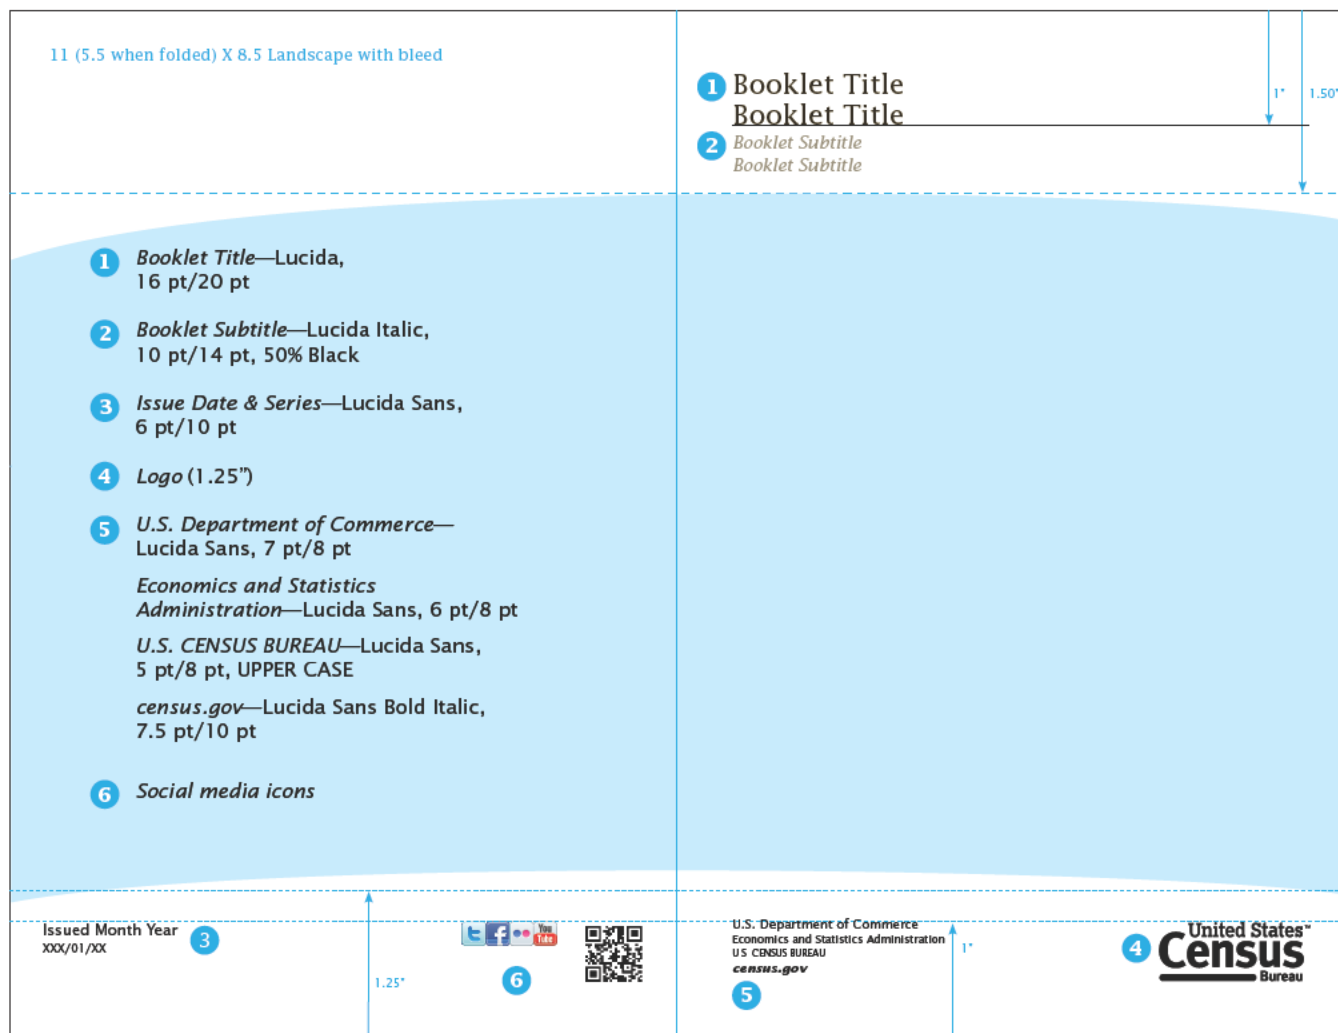 11 (5.5 when folded) X 8.5 Landscape with bleed
1 Booklet Title
Booklet Title
2 Booklet Subtitle
Booklet Subtitle
1"
1.50"
1 Booklet Title—Lucida,
16 pt/20 pt
2 Booklet Subtitle—Lucida Italic,
10 pt/14 pt, 50% Black
3 Issue Date & Series—Lucida Sans,
6 pt/10 pt
4 Logo (1.25”)
5 U.S. Department of Commerce—
Lucida Sans, 7 pt/8 pt
Economics and Statistics
Administration—Lucida Sans, 6 pt/8 pt
U.S. CENSUS BUREAU—Lucida Sans,
5 pt/8 pt, UPPER CASE
census.gov—Lucida Sans Bold Italic,
7.5 pt/10 pt
6 Social media icons
Issued Month Year
XXX/01/XX
3
1.25"
You
Tube
6
U.S. Department of Commerce
Economics and Statistics Administration
U S CENSUS BUREAU
census.gov
5
1"
4
United States™
Census
Bureau